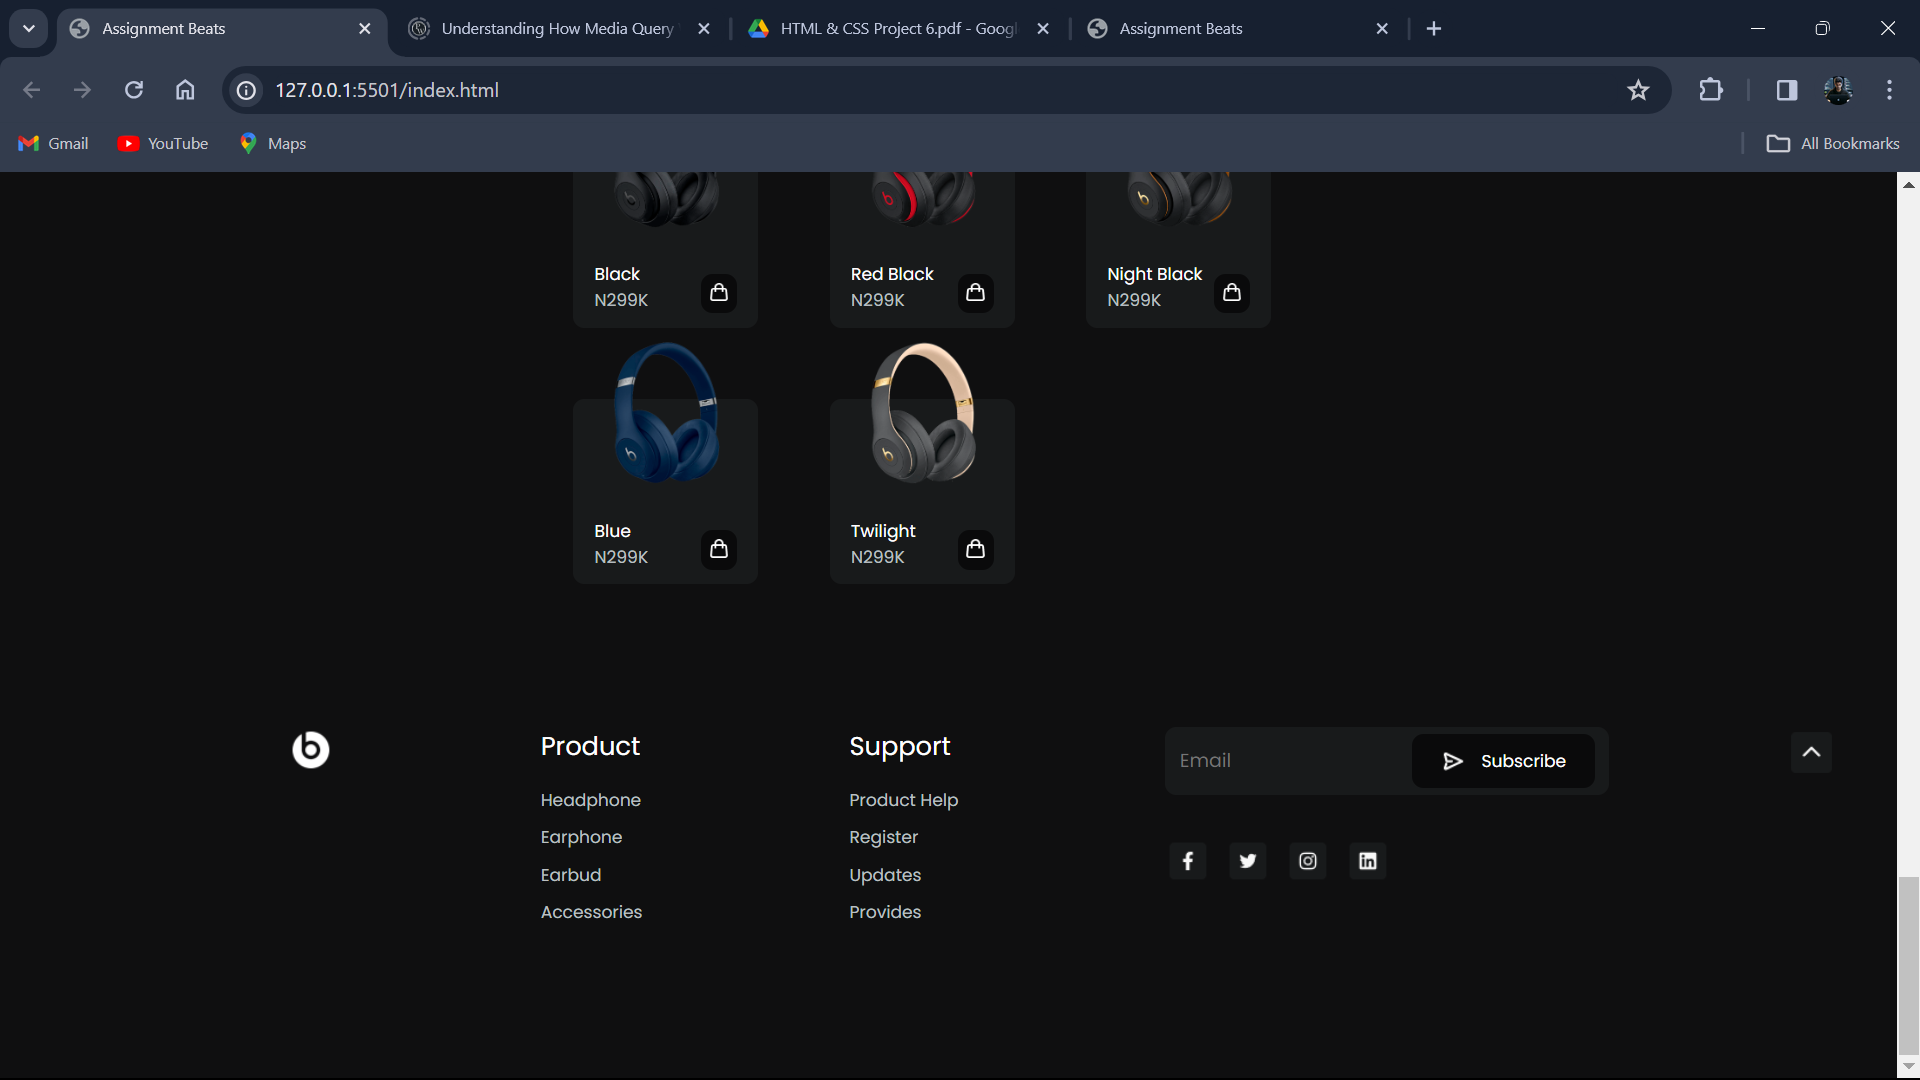 Assignment Beats
Understanding How Media Query
HTML & CSS Project 6.pdf - Googl
Assignment Beats
127.0.0.1:5501/index.html
Gmail
YouTube
Maps
All Bookmarks
Black
N299K
Red Black
N299K
Night Black
N299K
Blue
N299K
Twilight
N299K
Product
Headphone
Earphone
Earbud
Accessories
Support
Product Help
Register
Updates
Provides
Email
Subscribe